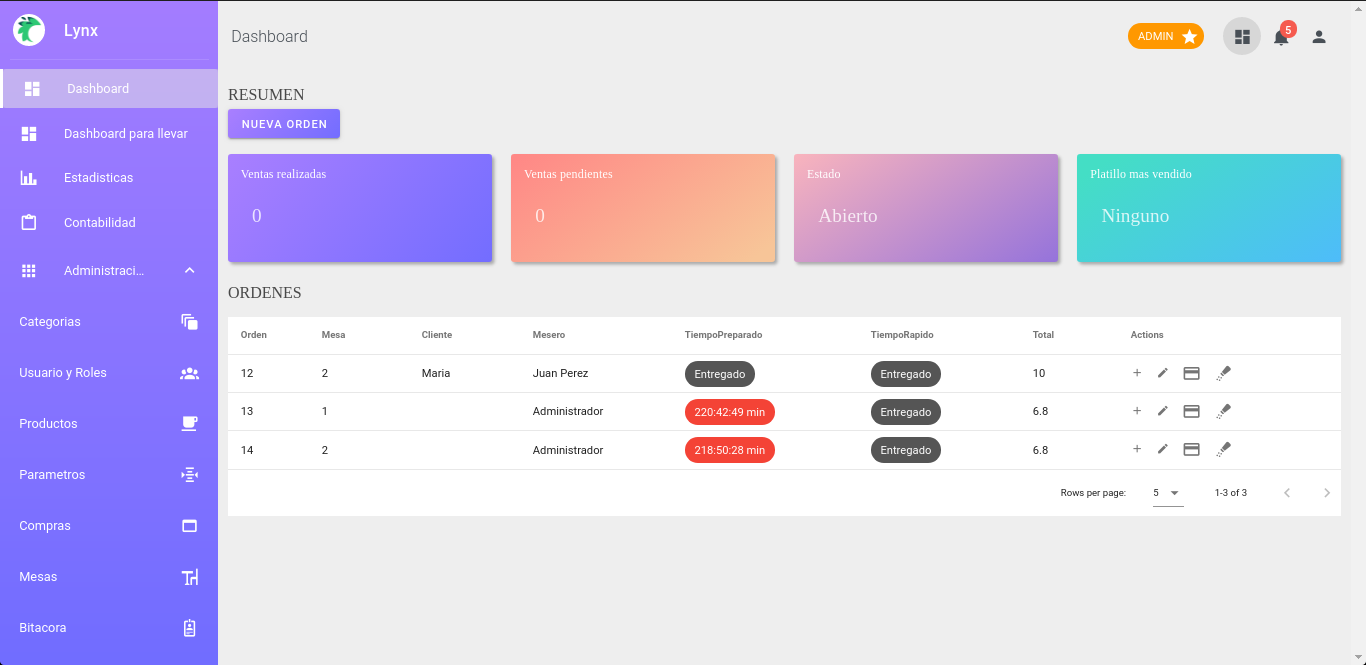 Lynx
Dashboard
Dashboard para llevar
Estadisticas
Contabilidad
Administraci...
Categorias
Usuario y Roles
Productos
Parametros
Compras
Mesas
Bitacora
Dashboard
ADMIN
5
RESUMEN
NUEVA ORDEN
Ventas realizadas
0
Ventas pendientes
0
Estado
Abierto
Platillo mas vendido
Ninguno
ORDENES
Orden Mesa Cliente Mesero TiempoPreparado TiempoRapido Total Actions
12 2 Maria Juan Perez Entregado Entregado 10
13 1 Administrador 220:42:49 min Entregado 6.8
14 2 Administrador 218:50:28 min Entregado 6.8
Rows per page: 5 1-3 of 3